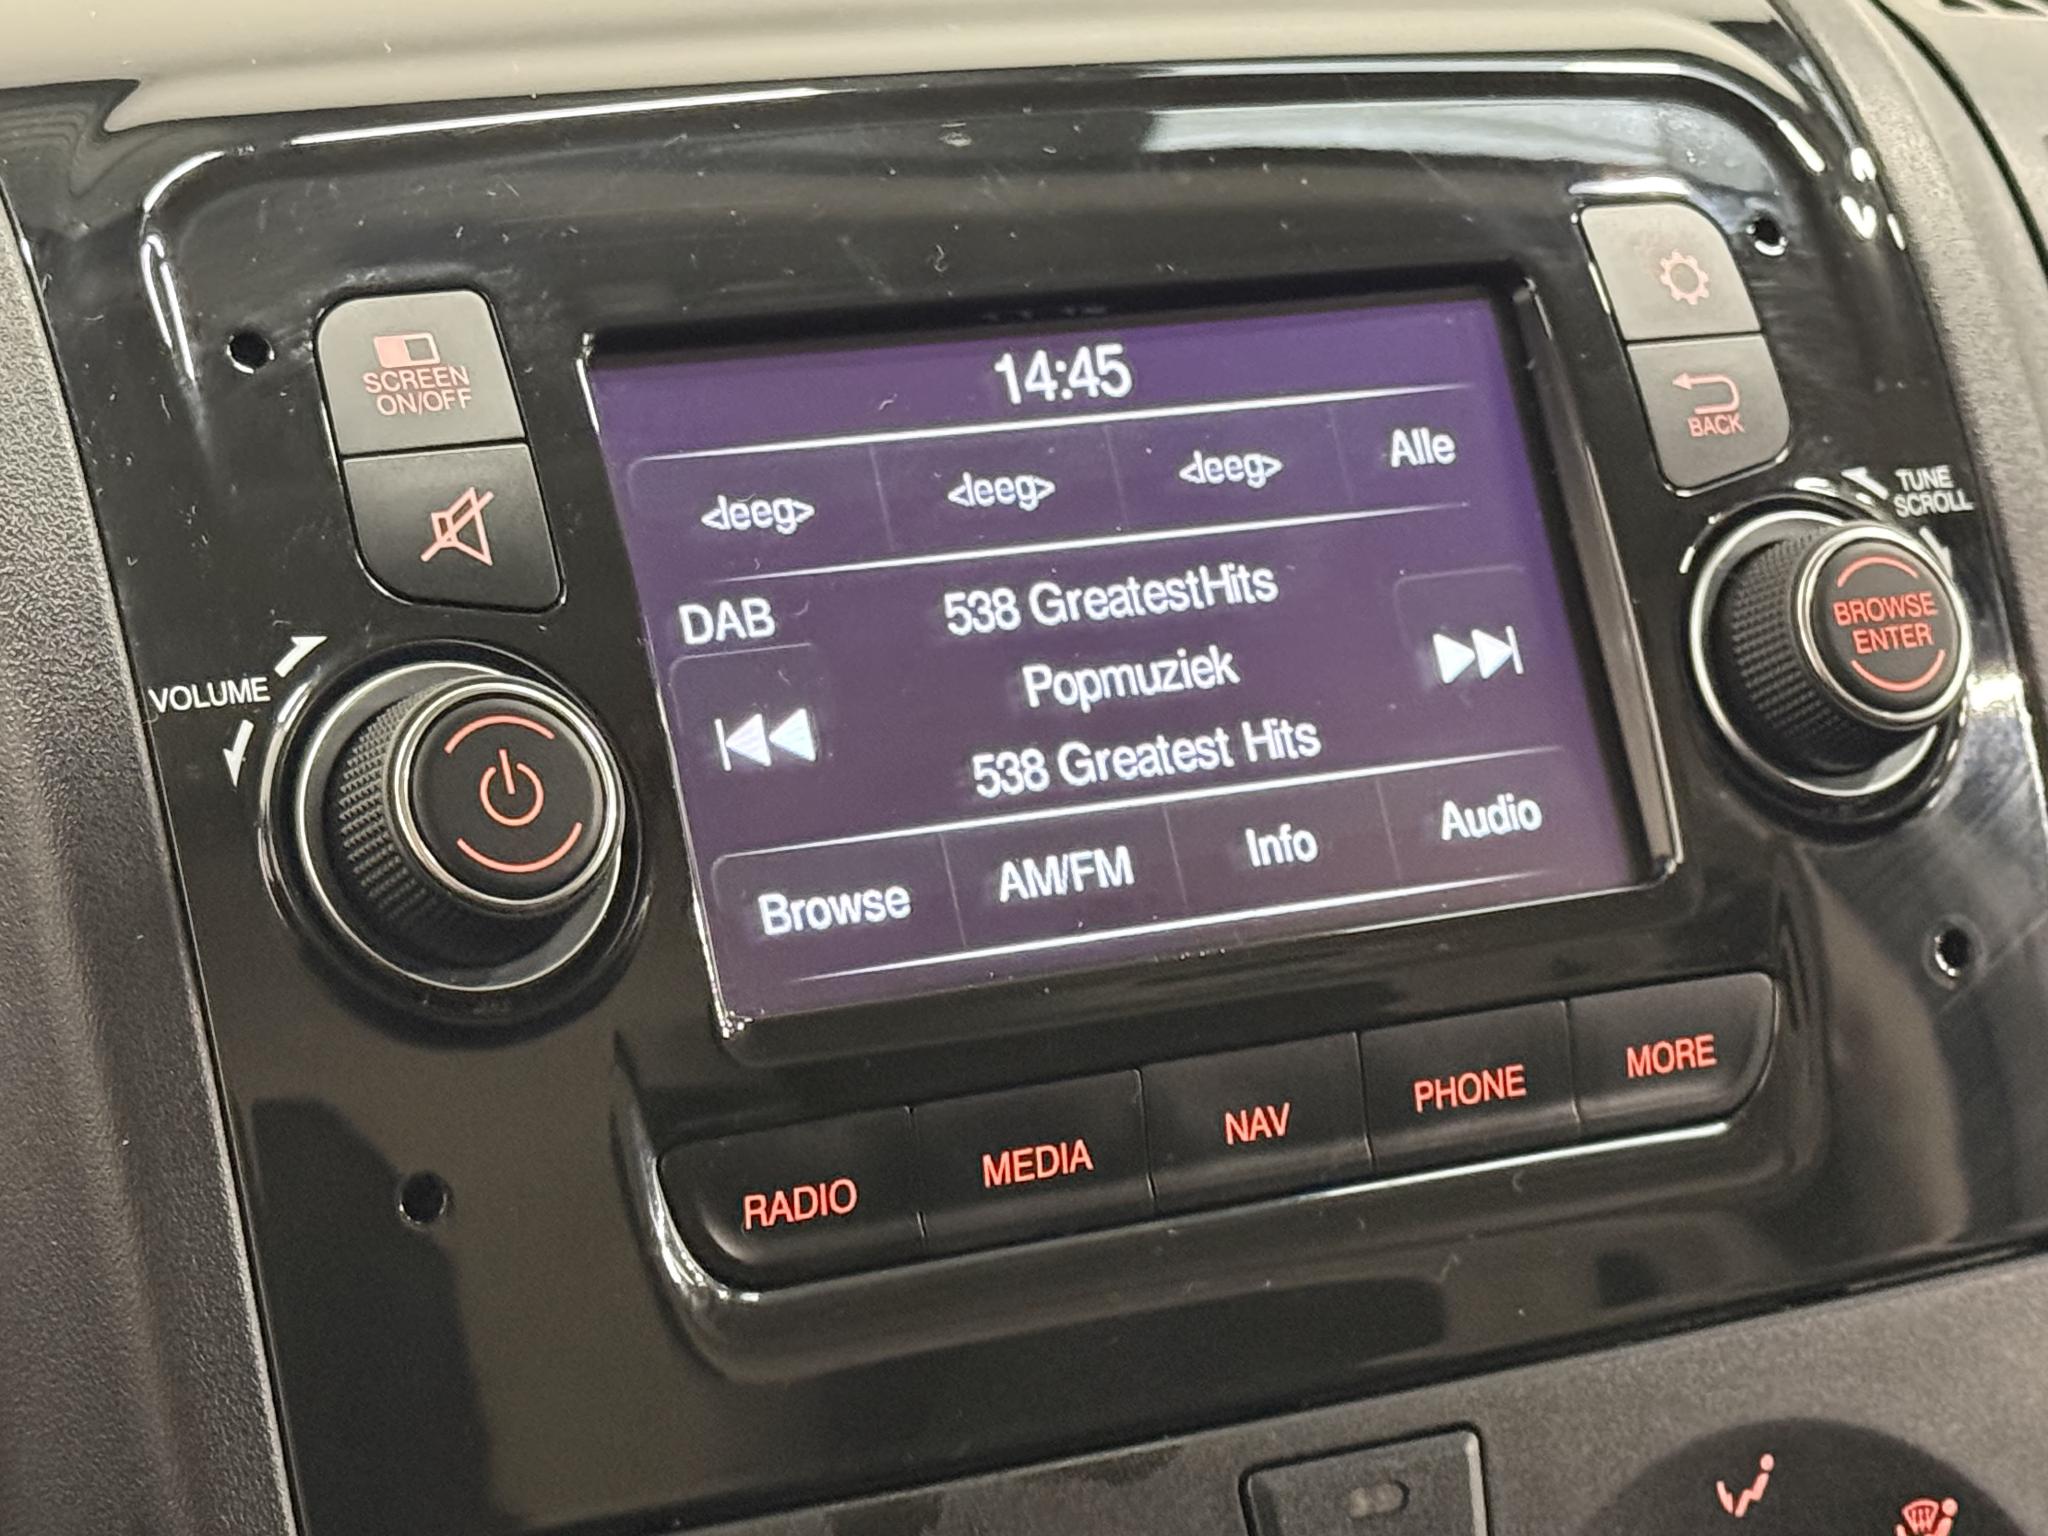 SCREEN
ON/OFF
VOLUME
14:45
<leeg> <leeg> <leeg> Alle
DAB
538 GreatestHits
Popmuziek
538 Greatest Hits
Browse AM/FM Info Audio
BACK
TUNE
SCROLL
BROWSE
ENTER
RADIO MEDIA NAV PHONE MORE